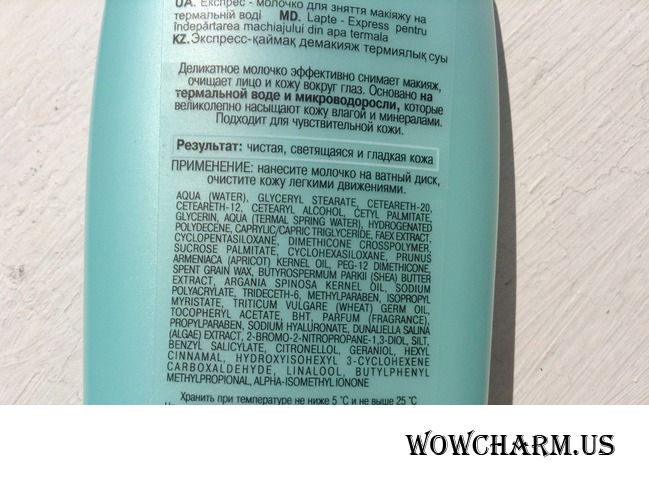 UA. Експрес - молочко для зняття макіяжу на
термальній воді MD. Lapte - Express pentru
îndepărtarea machiajului din apa termala
KZ. Экспресс-қаймақ демакияж термиялық суы
Деликатное молочко эффективно снимает макияж,
очищает лицо и кожу вокруг глаз. Основано на
термальной воде и микроводоросли, которые
великолепно насыщают кожу влагой и минералами.
Подходит для чувствительной кожи.
Результат: чистая, светящаяся и гладкая кожа
ПРИМЕНЕНИЕ: нанесите молочко на ватный диск,
очистите кожу легкими движениями.
AQUA (WATER), GLYCERYL STEARATE, CETEARETH-20,
CETEARETH-12, CETEARYL ALCOHOL, CETYL PALMITATE,
GLYCERIN, AQUA (TERMAL SPRING WATER), HYDROGENATED
POLYDECENE, CAPRYLIC/CAPRIC TRIGLYCERIDE, FAEX EXTRACT,
CYCLOPENTASILOXANE, DIMETHICONE CROSSPOLYMER,
SUCROSE PALMITATE, CYCLOHEXASILOXANE, PRUNUS
ARMENIACA (APRICOT) KERNEL OIL, PEG-12 DIMETHICONE,
SPENT GRAIN WAX, BUTYROSPERMUM PARKII (SHEA) BUTTER
EXTRACT, ARGANIA SPINOSA KERNEL OIL, SODIUM
POLYACRYLATE, TRIDECETH-6, METHYLPARABEN, ISOPROPYL
MYRISTATE, TRITICUM VULGARE (WHEAT) GERM OIL,
TOCOPHERYL ACETATE, BHT, PARFUM (FRAGRANCE),
PROPYLPARABEN, SODIUM HYALURONATE, DUNALIELLA SALINA
(ALGAE) EXTRACT, 2-BROMO-2-NITROPROPANE-1,3-DIOL, SILT,
BENZYL SALICYLATE, CITRONELLOL, GERANIOL, HEXYL
CINNAMAL, HYDROXYISOHEXYL 3-CYCLOHEXENE
CARBOXALDEHYDE, LINALOOL, BUTYLPHENYL
METHYLPROPIONAL, ALPHA-ISOMETHYL IONONE
Хранить при температуре не ниже 5 °С и не выше 25 °С
WOWCHARM.US